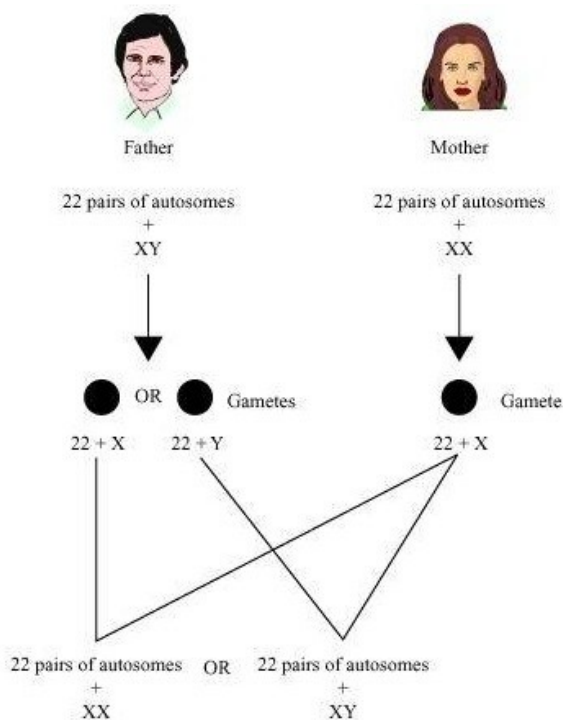 Father
Mother
22 pairs of autosomes
+
XY
22 pairs of autosomes
+
XX
OR
Gametes
Gamete
22 + X
22 + Y
22 + X
22 pairs of autosomes
+
XX
OR
22 pairs of autosomes
+
XY